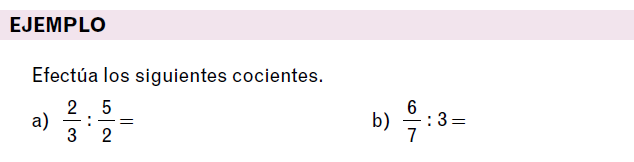 EJEMPLO
Efectúa los siguientes cocientes.
a) 2/3 : 5/2 =
b) 6/7 : 3 =